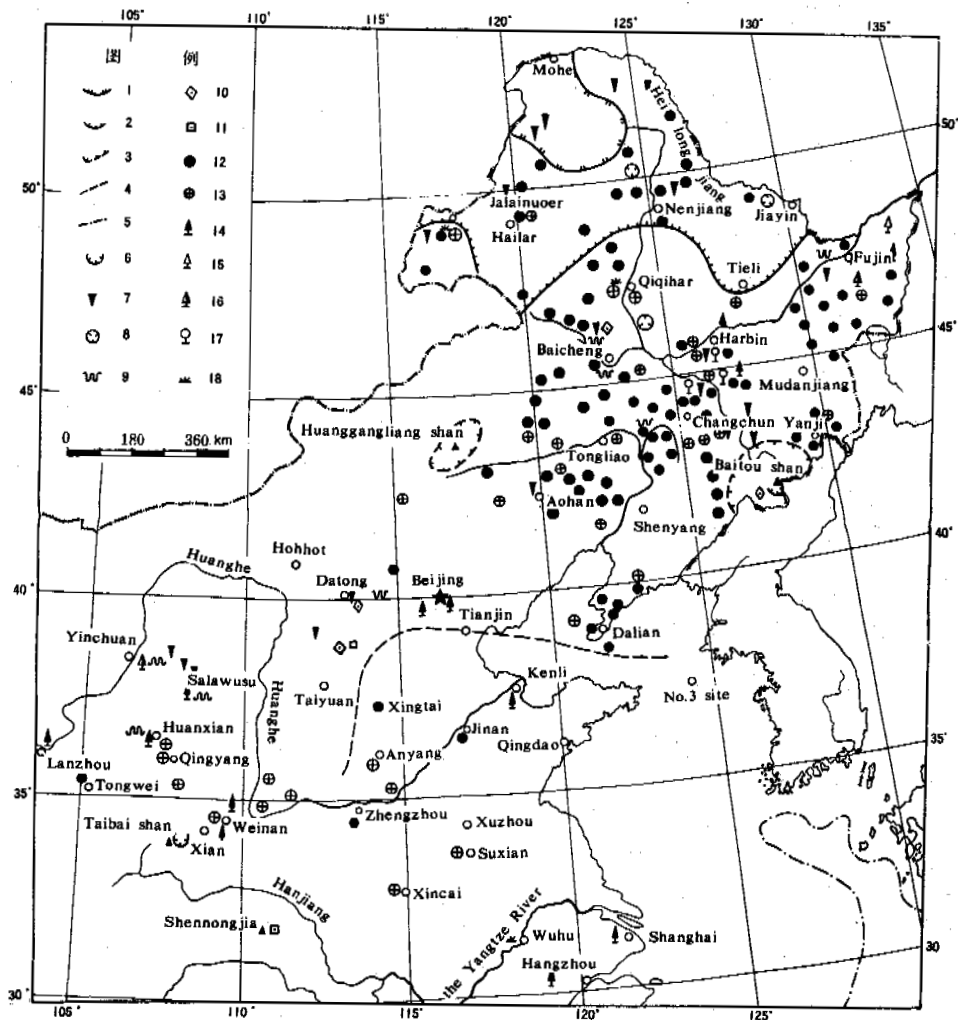 105° 110° 115° 120° 125° 130° 135°
图 例
1 10
2 11
3 12
4 13
5 14
6 15
7 16
8 17
9 18
0 180 360 km
50°
45°
40°
35°
30°
50°
45°
40°
35°
30
105° 110° 115° 120° 125°
Mohe
Hei long Jiang
Jalainuoer
Hailar
Nenjiang
Jiayin
Fujin
Qiqihar
Tieli
Harbin
Baicheng
Mudanjiang
Changchun
Yanji
Huanggangliang shan
Tongliao
Baitou shan
Aohan
Shenyang
Hohhot
Huanghe
Datong
Beijing
Tianjin
Dalian
Yinchuan
Salawusu
Taiyuan
Huanghe
Kenli
No.3 site
Xingtai
Huanxian
Jinan
Qingdao
Lanzhou
Qingyang
Anyang
Tongwei
Zhengzhou
Xuzhou
Taibai shan
Weinan
Xian
Suxian
Hanjiang
Xincai
Shennongjia
the Yangtze River
Wuhu
Shanghai
Hangzhou